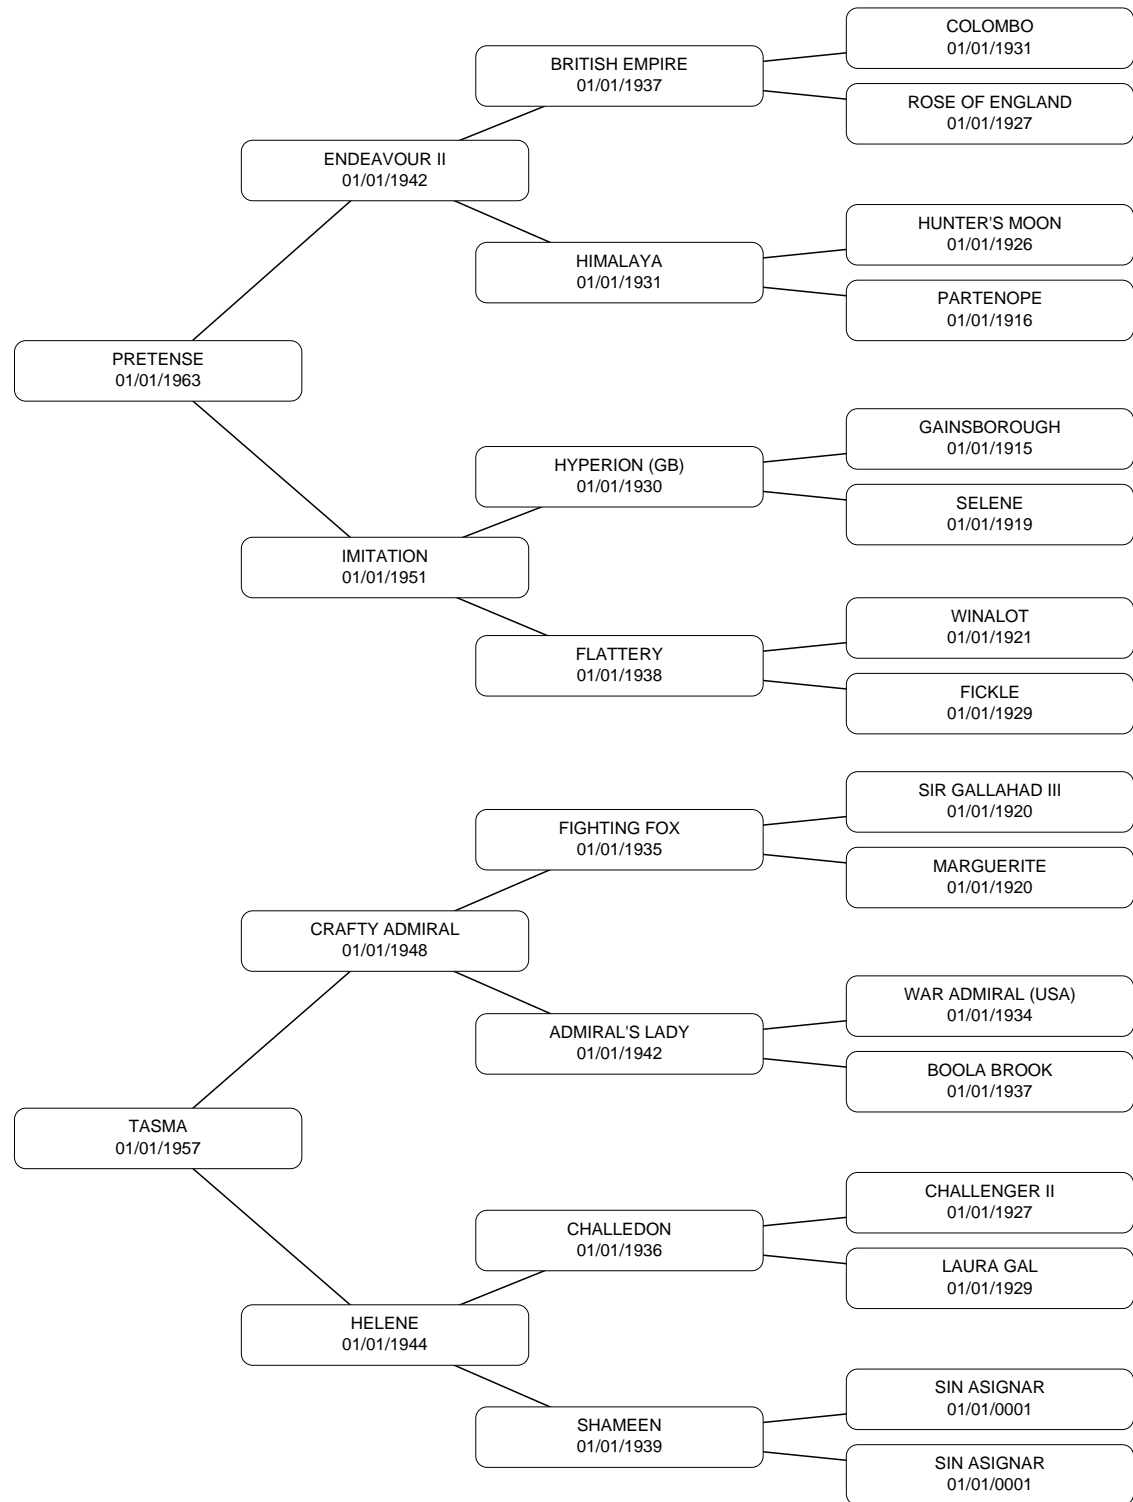 COLOMBO
01/01/1931
BRITISH EMPIRE
01/01/1937
ROSE OF ENGLAND
01/01/1927
ENDEAVOUR II
01/01/1942
HUNTER'S MOON
01/01/1926
HIMALAYA
01/01/1931
PARTENOPE
01/01/1916
PRETENSE
01/01/1963
GAINSBOROUGH
01/01/1915
HYPERION (GB)
01/01/1930
SELENE
01/01/1919
IMITATION
01/01/1951
WINALOT
01/01/1921
FLATTERY
01/01/1938
FICKLE
01/01/1929
SIR GALLAHAD III
01/01/1920
FIGHTING FOX
01/01/1935
MARGUERITE
01/01/1920
CRAFTY ADMIRAL
01/01/1948
WAR ADMIRAL (USA)
01/01/1934
ADMIRAL'S LADY
01/01/1942
BOOLA BROOK
01/01/1937
TASMA
01/01/1957
CHALLENGER II
01/01/1927
CHALLEDON
01/01/1936
LAURA GAL
01/01/1929
HELENE
01/01/1944
SIN ASIGNAR
01/01/0001
SHAMEEN
01/01/1939
SIN ASIGNAR
01/01/0001